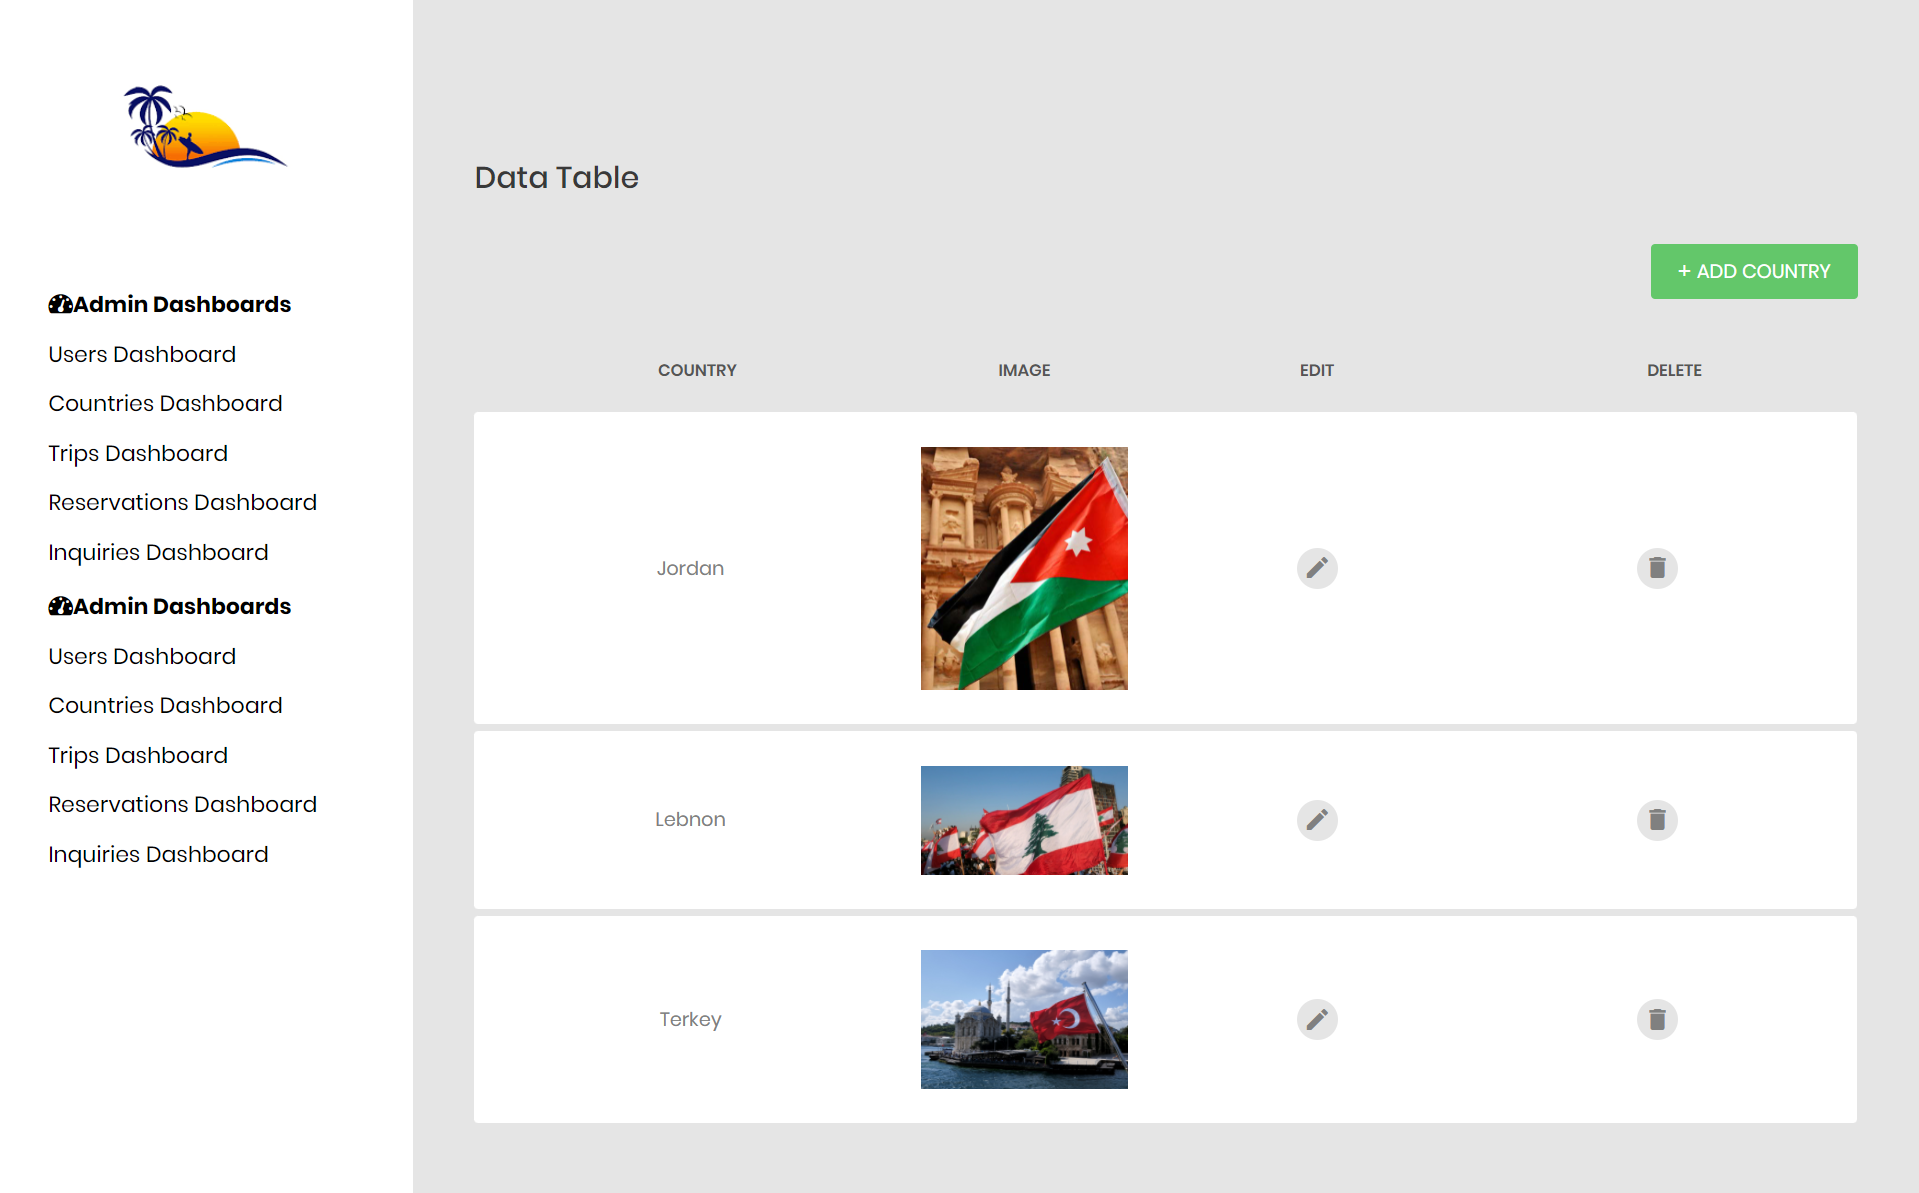 Admin Dashboards
Users Dashboard
Countries Dashboard
Trips Dashboard
Reservations Dashboard
Inquiries Dashboard
Admin Dashboards
Users Dashboard
Countries Dashboard
Trips Dashboard
Reservations Dashboard
Inquiries Dashboard
Data Table
+ ADD COUNTRY
COUNTRY IMAGE EDIT DELETE
Jordan
Lebnon
Terkey